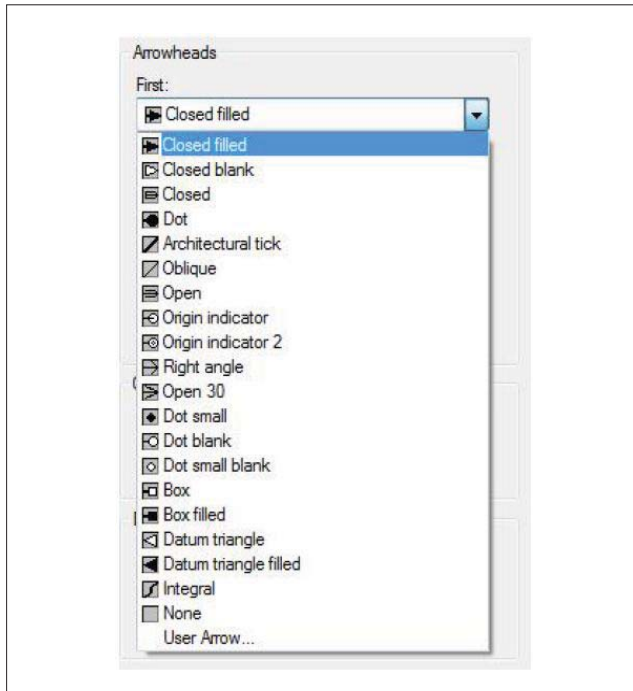 Arrowheads
First:
Closed filled
Closed filled
Closed blank
Closed
Dot
Architectural tick
Oblique
Open
Origin indicator
Origin indicator 2
Right angle
Open 30
Dot small
Dot blank
Dot small blank
Box
Box filled
Datum triangle
Datum triangle filled
Integral
None
User Arrow...